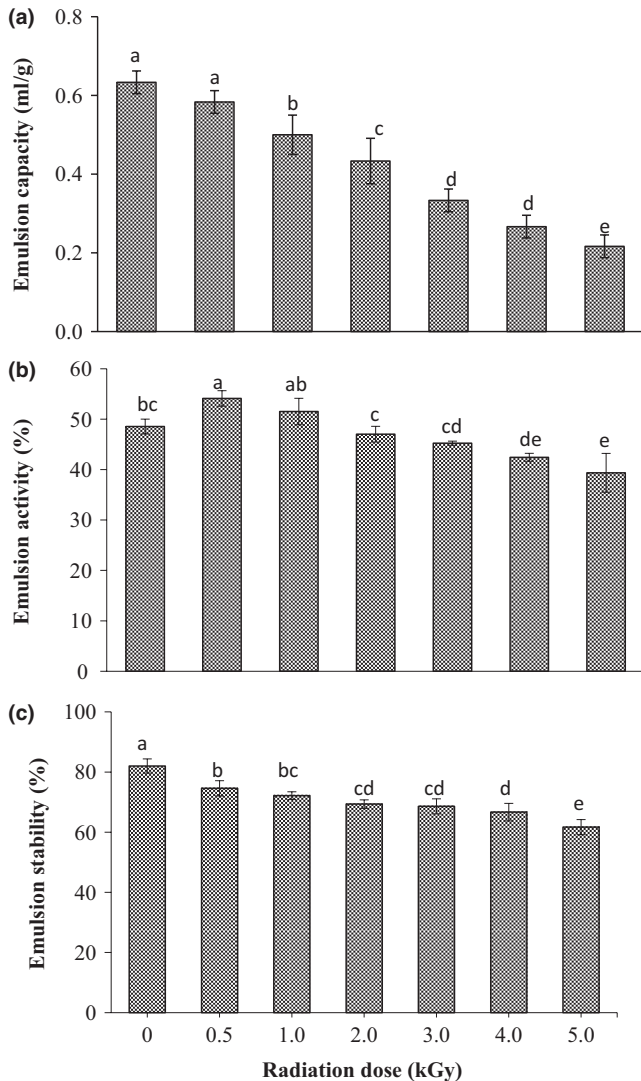 (a)
Emulsion capacity (ml/g)
0.8
0.6
0.4
0.2
0.0
a
a
b
c
d
d
e
(b)
Emulsion activity (%)
60
50
40
30
20
10
0
bc
a
ab
c
cd
de
e
(c)
Emulsion stability (%)
100
80
60
40
20
0
a
b
bc
cd
cd
d
e
0 0.5 1.0 2.0 3.0 4.0 5.0
Radiation dose (kGy)